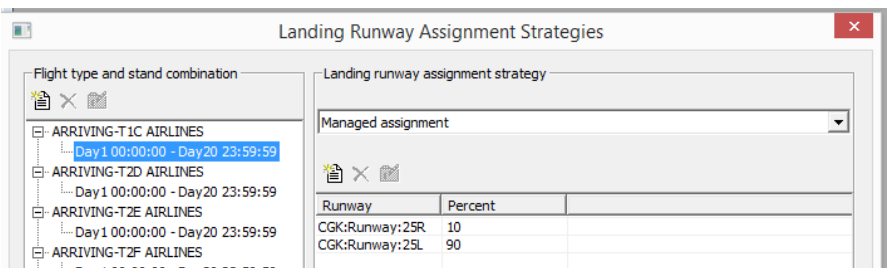 Landing Runway Assignment Strategies
Flight type and stand combination
ARRIVING-T1C AIRLINES
Day1 00:00:00 - Day20 23:59:59
ARRIVING-T2D AIRLINES
Day1 00:00:00 - Day20 23:59:59
ARRIVING-T2E AIRLINES
Day1 00:00:00 - Day20 23:59:59
ARRIVING-T2F AIRLINES
Landing runway assignment strategy
Managed assignment
Runway Percent
CGK:Runway:25R 10
CGK:Runway:25L 90